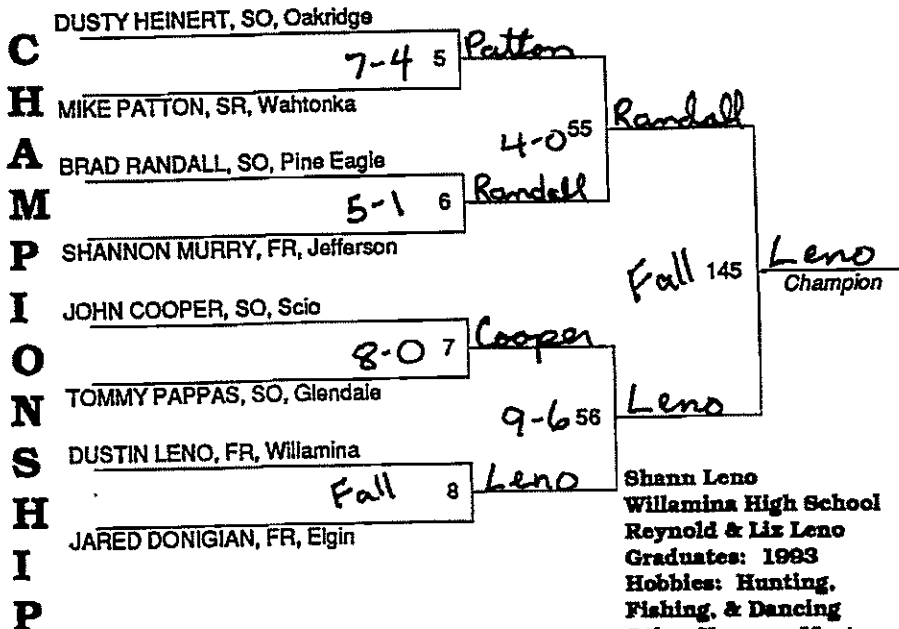 CHAMPIONSHIP
DUSTY HEINERT, SO, Oakridge
7-4 5
Patton
MIKE PATTON, SR, Wahtonka
4-0 55
Randall
BRAD RANDALL, SO, Pine Eagle
5-1 6
Randall
SHANNON MURRY, FR, Jefferson
Fall 145
Leno
Champion
JOHN COOPER, SO, Scio
8-0 7
Cooper
TOMMY PAPPAS, SO, Glendale
9-6 56
Leno
DUSTIN LENO, FR, Willamina
Fall 8
Leno
JARED DONIGIAN, FR, Elgin
Shann Leno
Willamina High School
Reynold & Liz Leno
Graduates: 1993
Hobbies: Hunting,
Fishing, & Dancing